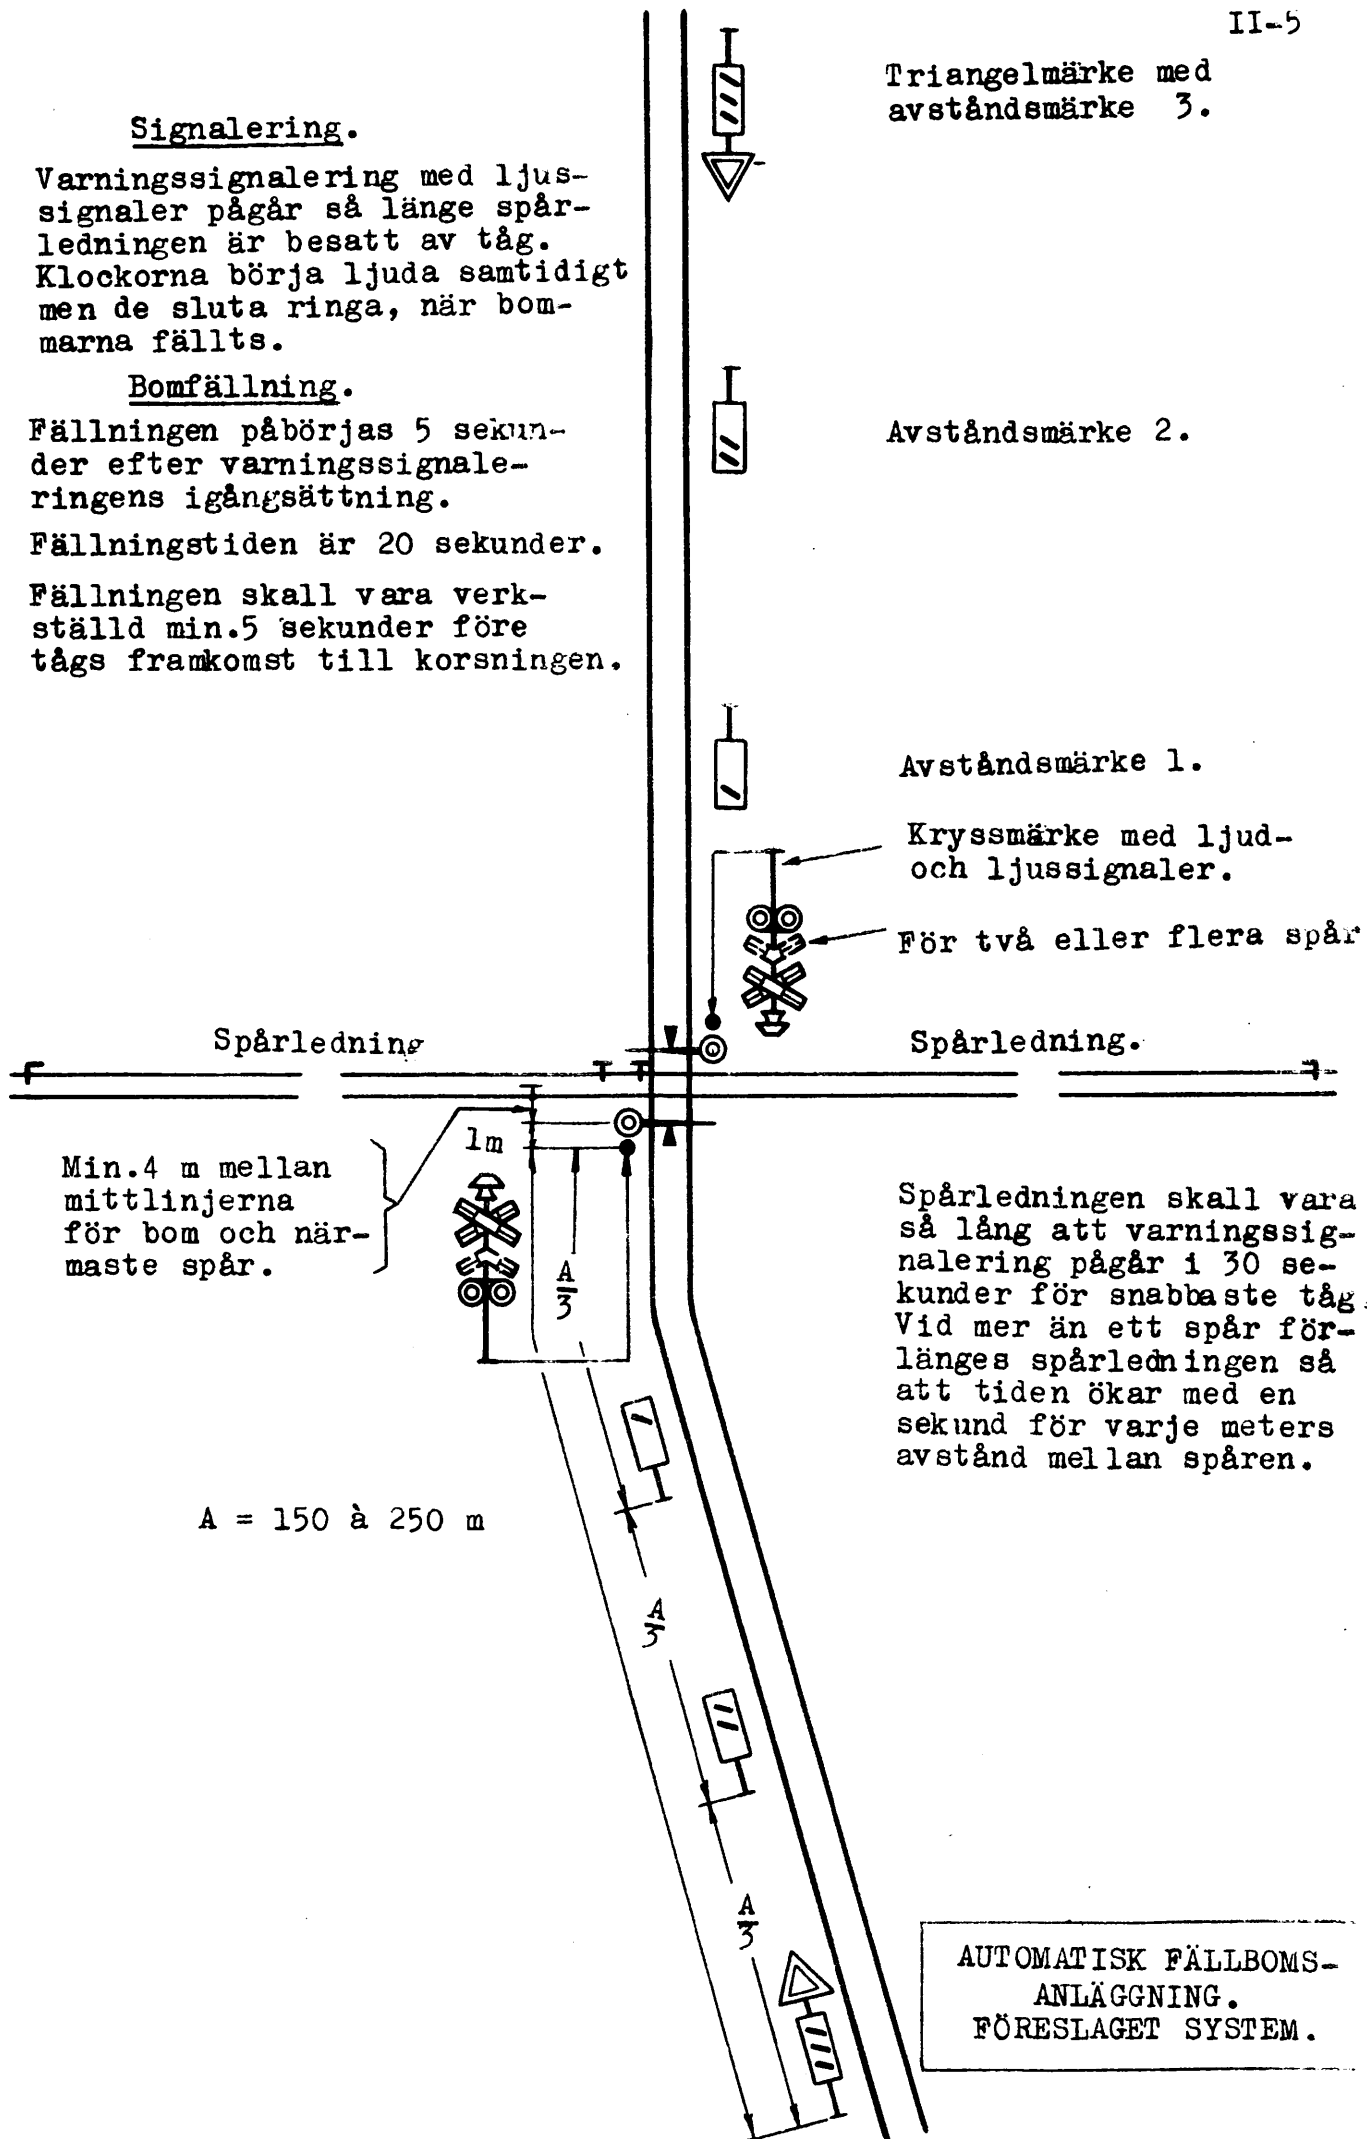 II-5
Triangelmärke med
avståndsmärke 3.
Signalering.
Varningssignalering med ljus-
signaler pågår så länge spår-
ledningen är besatt av tåg.
Klockorna börja ljuda samtidigt
men de sluta ringa, när bom-
marna fällts.
Bomfällning.
Fällningen påbörjas 5 sekun-
der efter varningssignale-
ringens igångsättning.
Fällningstiden är 20 sekunder.
Fällningen skall vara verk-
ställd min.5 sekunder före
tågs framkomst till korsningen.
Avståndsmärke 2.
Avståndsmärke 1.
Kryssmärke med ljud-
och ljussignaler.
För två eller flera spår
Spårledning
Spårledning.
1m
Min.4 m mellan
mittlinjerna
för bom och när-
maste spår.
A
3
Spårledningen skall vara
så lång att varningssig-
nalering pågår i 30 se-
kunder för snabbaste tåg.
Vid mer än ett spår för-
länges spårledningen så
att tiden ökar med en
sekund för varje meters
avstånd mellan spåren.
A = 150 à 250 m
A
3
A
3
AUTOMATISK FÄLLBOMS-
ANLÄGGNING.
FÖRESLAGET SYSTEM.